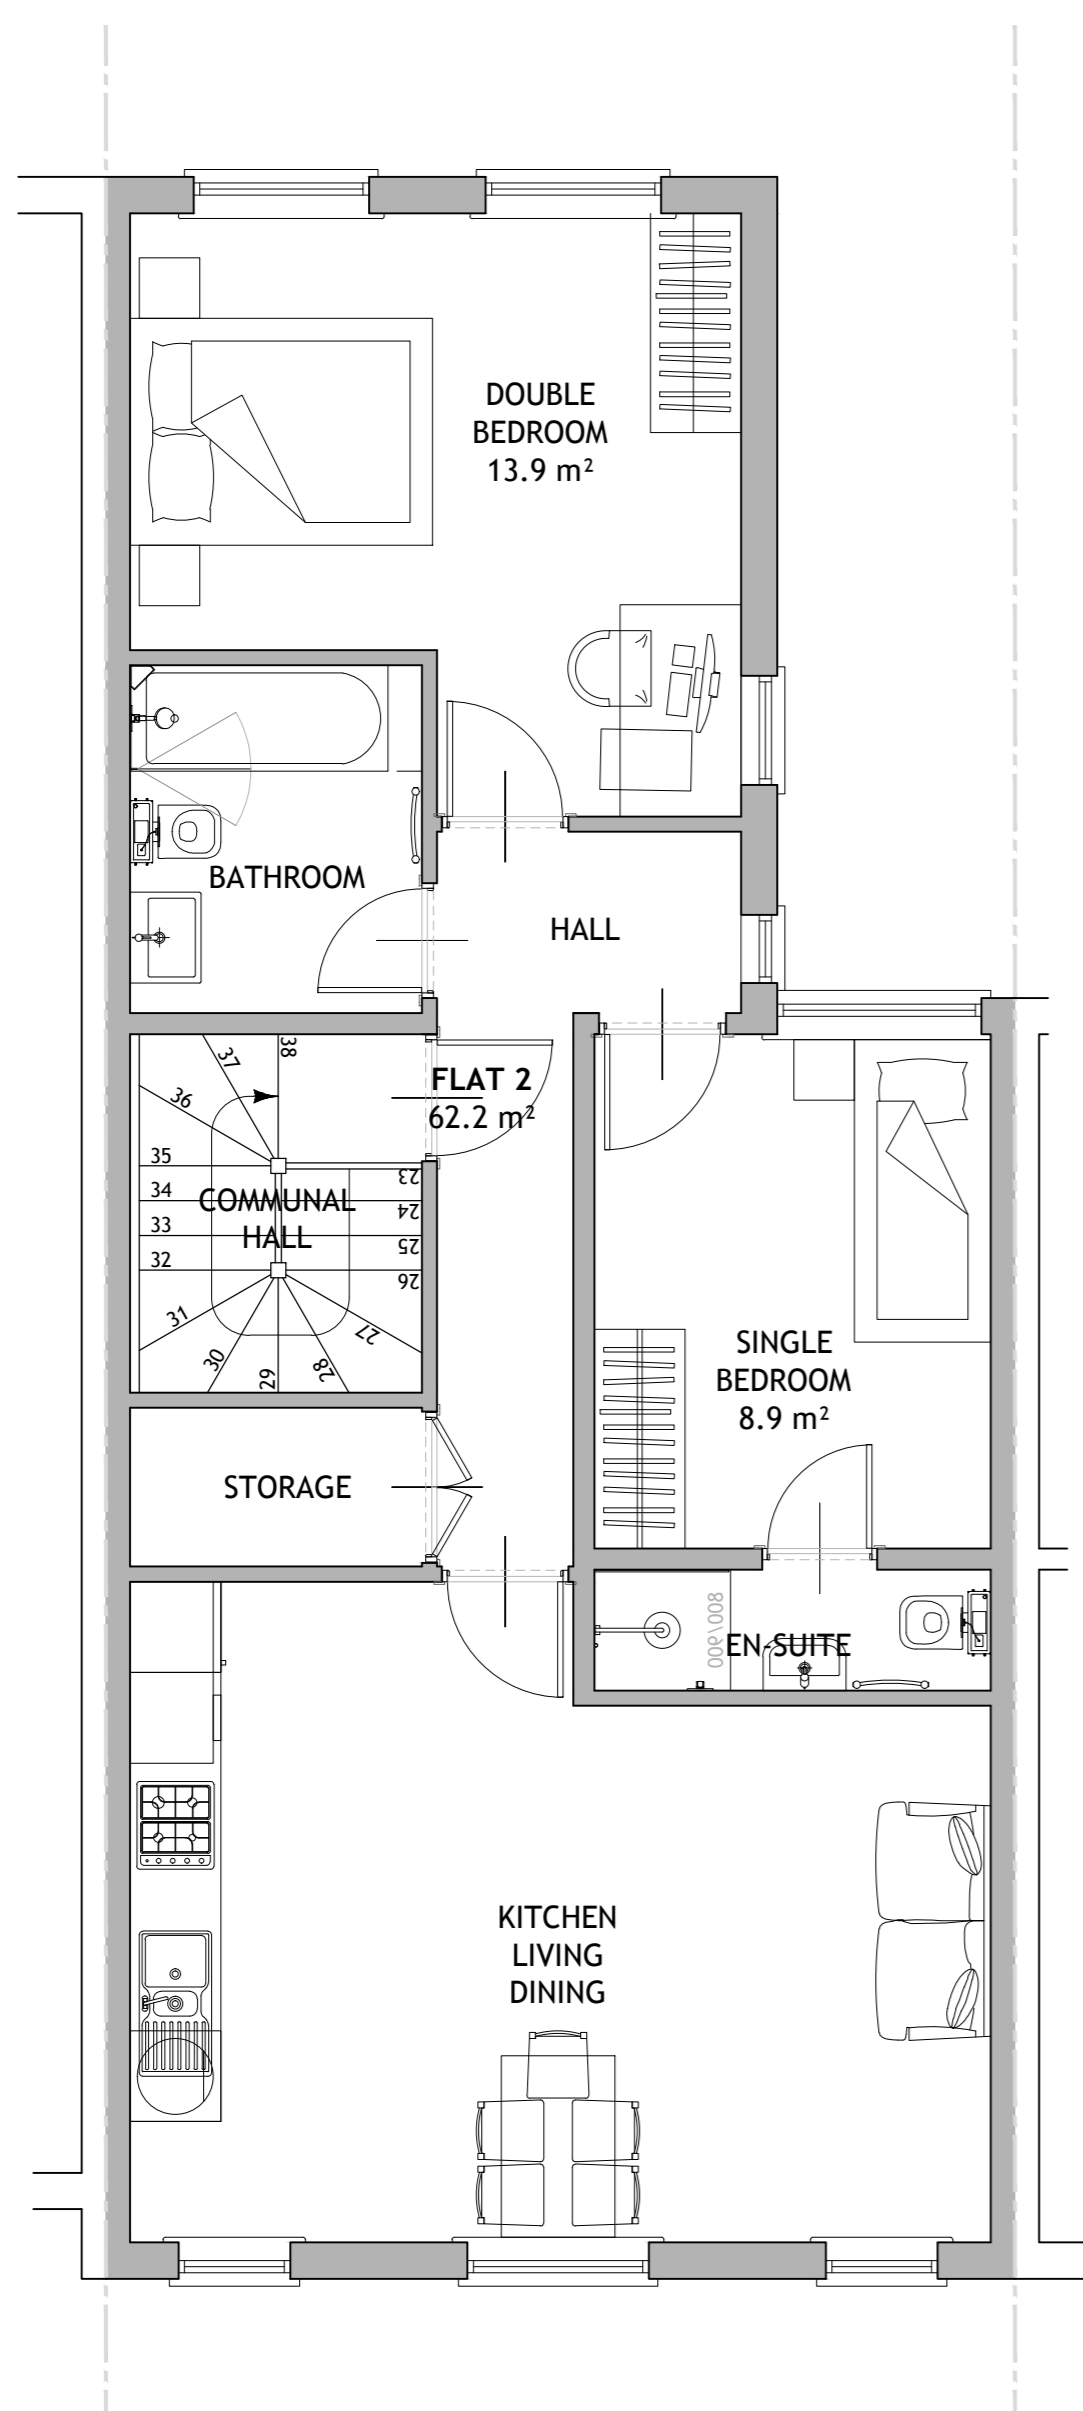 DOUBLE
BEDROOM
13.9 m²
BATHROOM
HALL
FLAT 2
62.2 m²
38
37
36
35
34
33
32
31
30
29
28
27
26
25
24
23
COMMUNAL
HALL
SINGLE
BEDROOM
8.9 m²
STORAGE
800/900
EN-SUITE
KITCHEN
LIVING
DINING